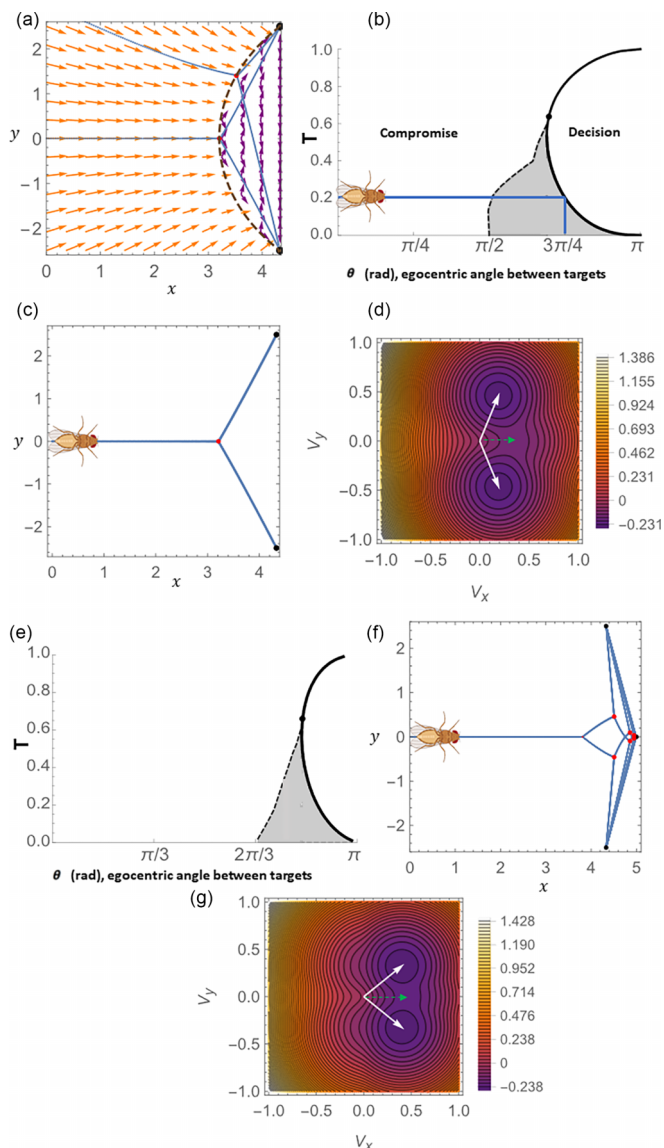 (a)
2
1
y 0
−1
−2
0 1 2 3 4
x
(b)
1.0
0.8
0.6
T
0.4
0.2
0.0
Compromise Decision
π/4 π/2 3π/4 π
θ (rad), egocentric angle between targets
(c)
2
1
y 0
−1
−2
0 1 2 3 4
x
(d)
1.0
0.5
Vy 0.0
−0.5
−1.0
−1.0 −0.5 0.0 0.5 1.0
Vx
1.386
1.155
0.924
0.693
0.462
0.231
0
−0.231
(e)
1.0
0.8
0.6
T
0.4
0.2
0.0
π/3 2π/3 π
θ (rad), egocentric angle between targets
(f)
2
1
y 0
−1
−2
0 1 2 3 4 5
x
(g)
1.0
0.5
Vy 0.0
−0.5
−1.0
−1.0 −0.5 0.0 0.5 1.0
Vx
1.428
1.190
0.952
0.714
0.476
0.238
0
−0.238